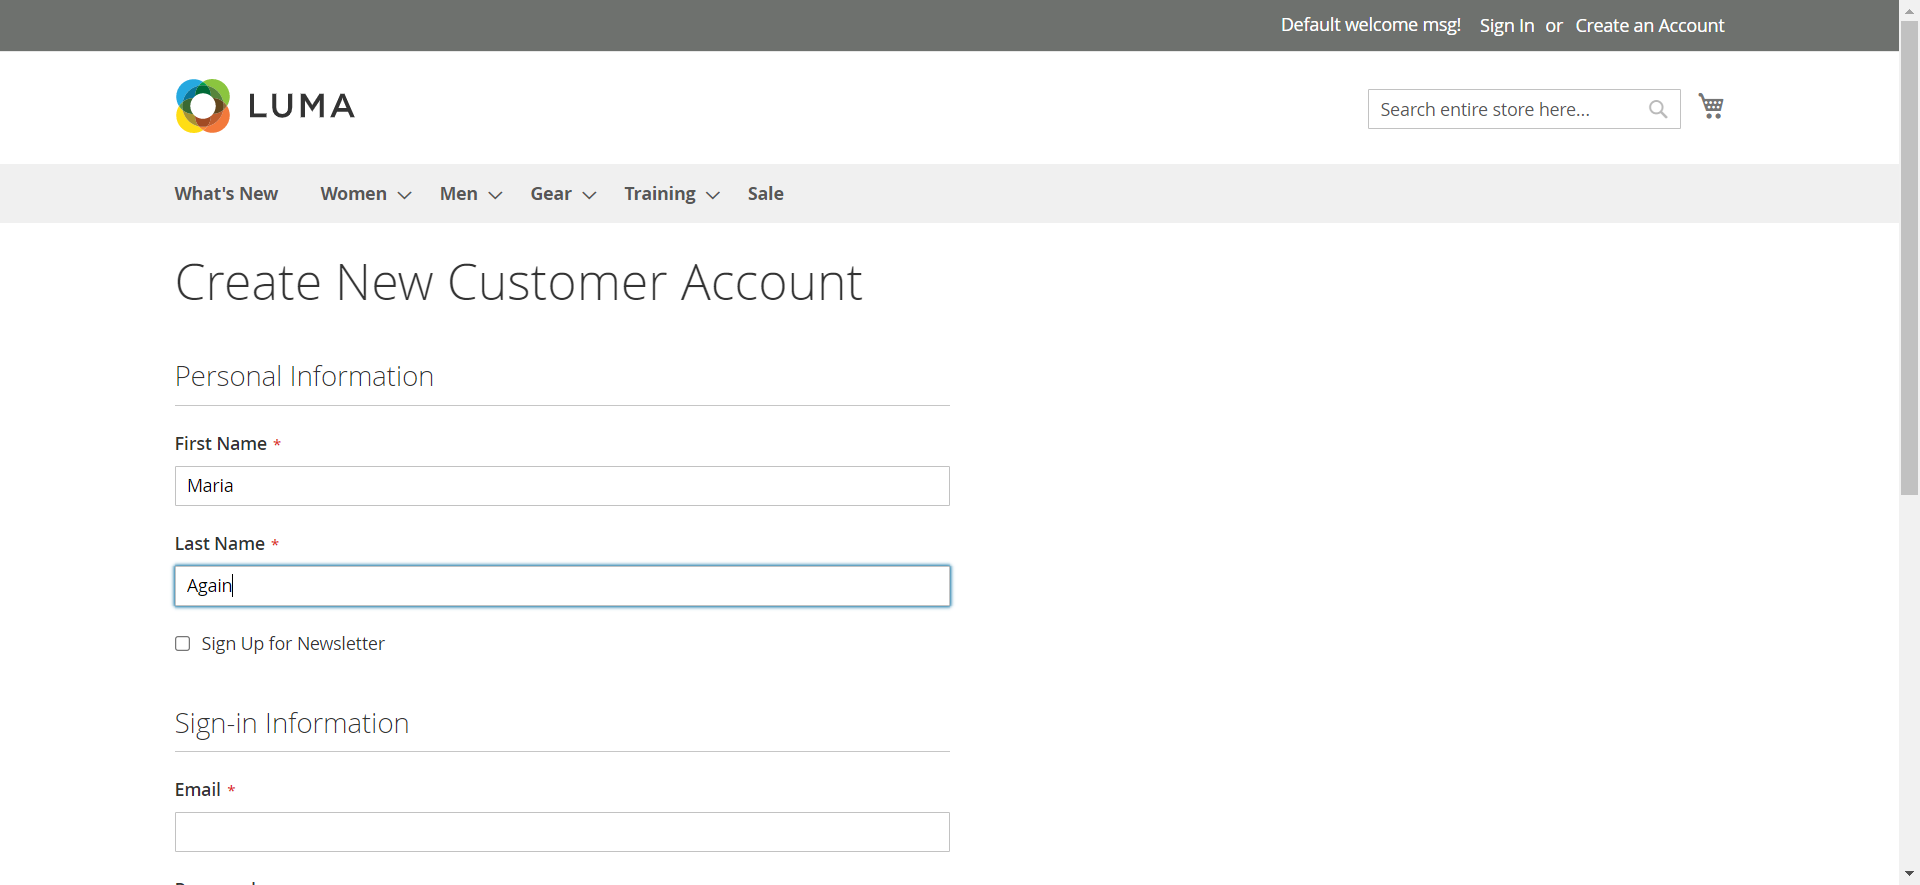 Default welcome msg! Sign In or Create an Account
LUMA
Search entire store here...
What's New Women Men Gear Training Sale
Create New Customer Account
Personal Information
First Name *
Maria
Last Name *
Again
Sign Up for Newsletter
Sign-in Information
Email *